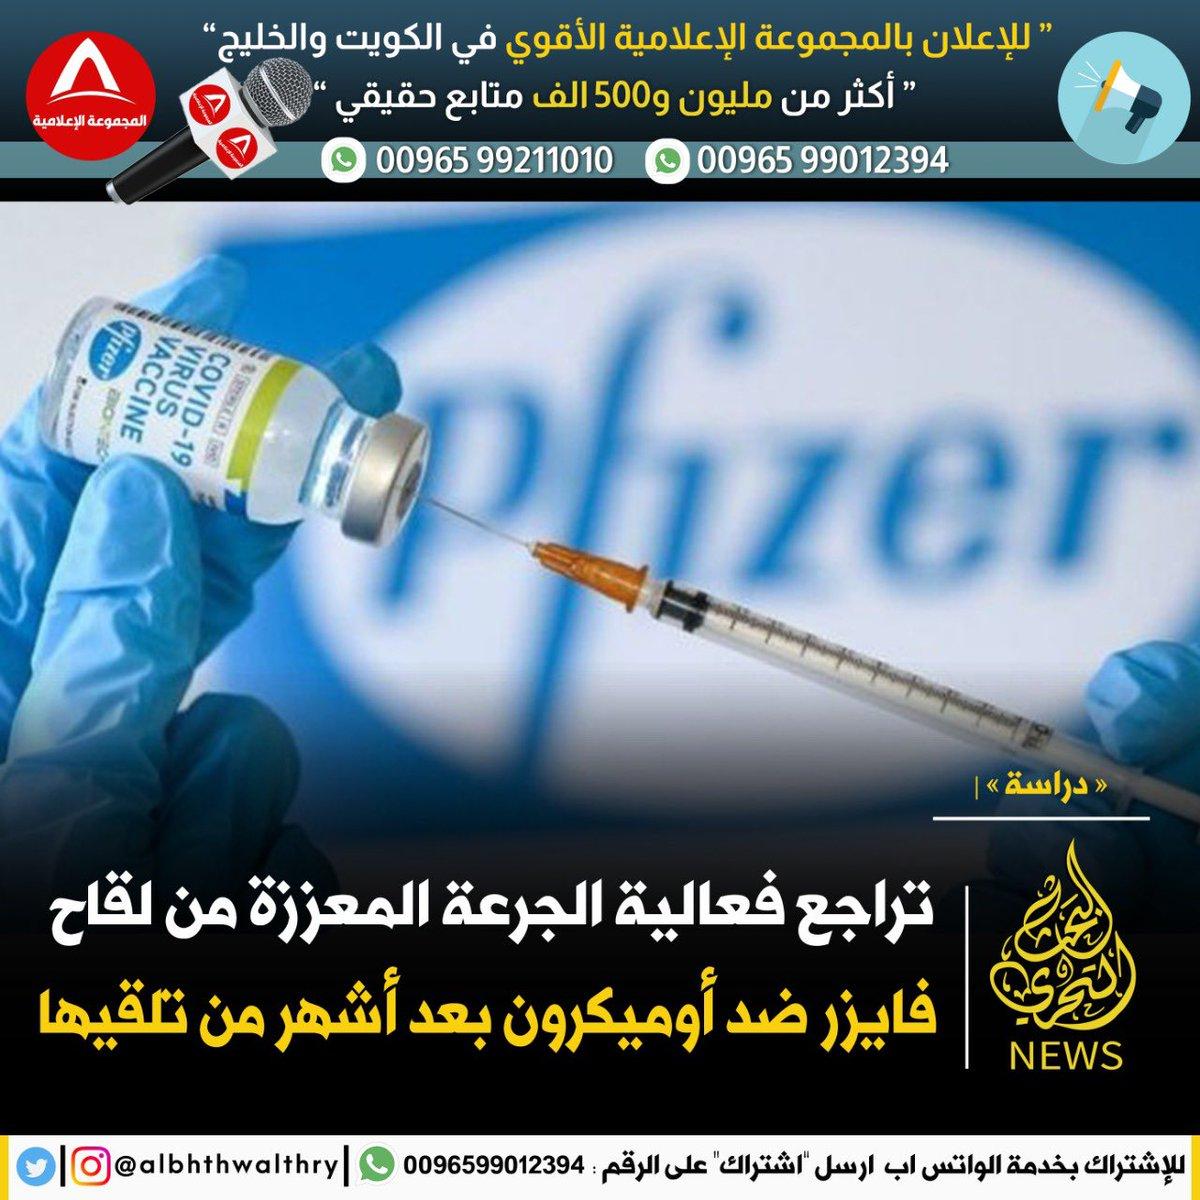 ” للإعلان بالمجموعة الإعلامية الأقوي في الكويت والخليج “
” أكثر من مليون و500 الف متابع حقيقي “
المجموعة الإعلامية
00965 99211010
00965 99012394
Pfizer
Pfizer
COVID-19
VIRUS
VACCINE
« دراسة » |
تراجع فعالية الجرعة المعززة من لقاح
فايزر ضد أوميكرون بعد أشهر من تلقيها
البحث
التحري
NEWS
للإشتراك بخدمة الواتس اب ارسل "اشتراك" على الرقم : 0096599012394
@albhthwalthry